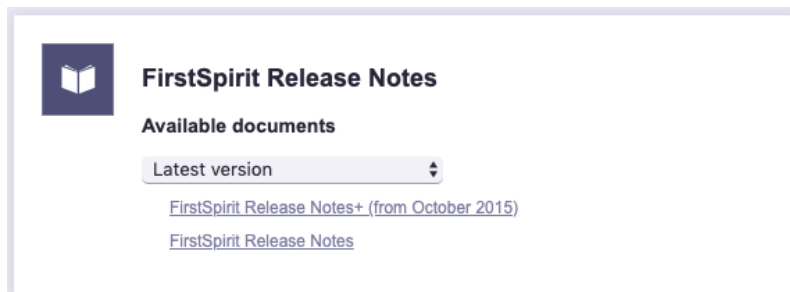 FirstSpirit Release Notes
Available documents
Latest version
FirstSpirit Release Notes+ (from October 2015)
FirstSpirit Release Notes